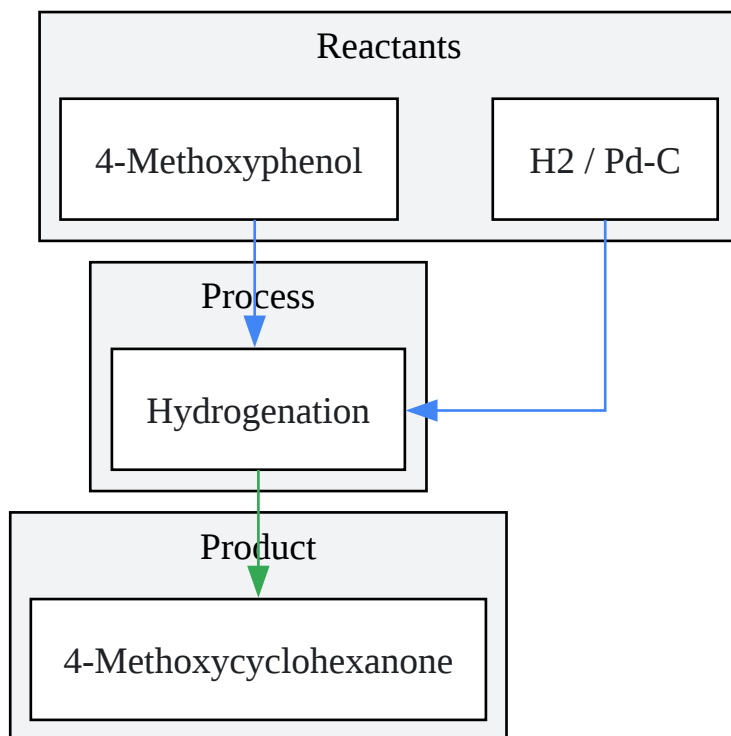 Reactants
4-Methoxyphenol
H2 / Pd-C
Process
Hydrogenation
Product
4-Methoxycyclohexanone